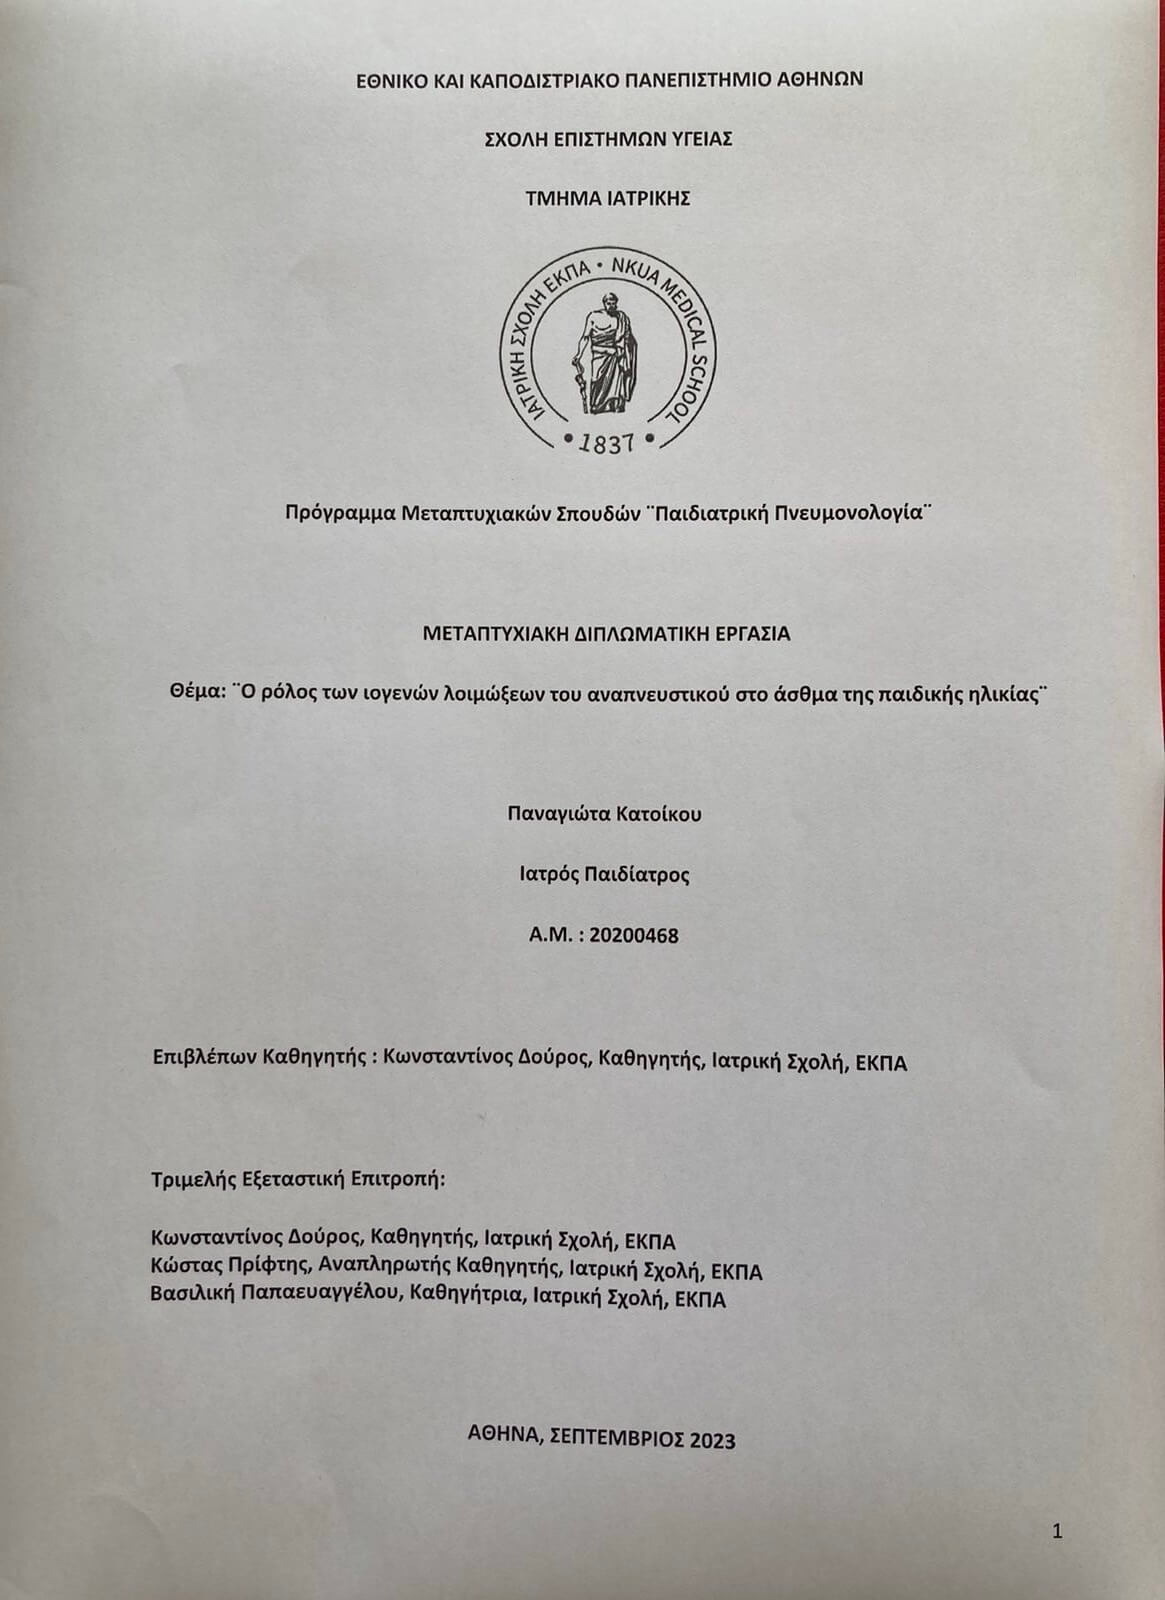 ΕΘΝΙΚΟ ΚΑΙ ΚΑΠΟΔΙΣΤΡΙΑΚΟ ΠΑΝΕΠΙΣΤΗΜΙΟ ΑΘΗΝΩΝ
ΣΧΟΛΗ ΕΠΙΣΤΗΜΩΝ ΥΓΕΙΑΣ
ΤΜΗΜΑ ΙΑΤΡΙΚΗΣ
ΙΑΤΡΙΚΗ ΣΧΟΛΗ ΕΚΠΑ • NKUA MEDICAL SCHOOL
• 1837 •
Πρόγραμμα Μεταπτυχιακών Σπουδών ¨Παιδιατρική Πνευμονολογία¨
ΜΕΤΑΠΤΥΧΙΑΚΗ ΔΙΠΛΩΜΑΤΙΚΗ ΕΡΓΑΣΙΑ
Θέμα: ¨Ο ρόλος των ιογενών λοιμώξεων του αναπνευστικού στο άσθμα της παιδικής ηλικίας¨
Παναγιώτα Κατοίκου
Ιατρός Παιδίατρος
Α.Μ. : 20200468
Επιβλέπων Καθηγητής : Κωνσταντίνος Δούρος, Καθηγητής, Ιατρική Σχολή, ΕΚΠΑ
Τριμελής Εξεταστική Επιτροπή:
Κωνσταντίνος Δούρος, Καθηγητής, Ιατρική Σχολή, ΕΚΠΑ
Κώστας Πρίφτης, Αναπληρωτής Καθηγητής, Ιατρική Σχολή, ΕΚΠΑ
Βασιλική Παπαευαγγέλου, Καθηγήτρια, Ιατρική Σχολή, ΕΚΠΑ
ΑΘΗΝΑ, ΣΕΠΤΕΜΒΡΙΟΣ 2023
1